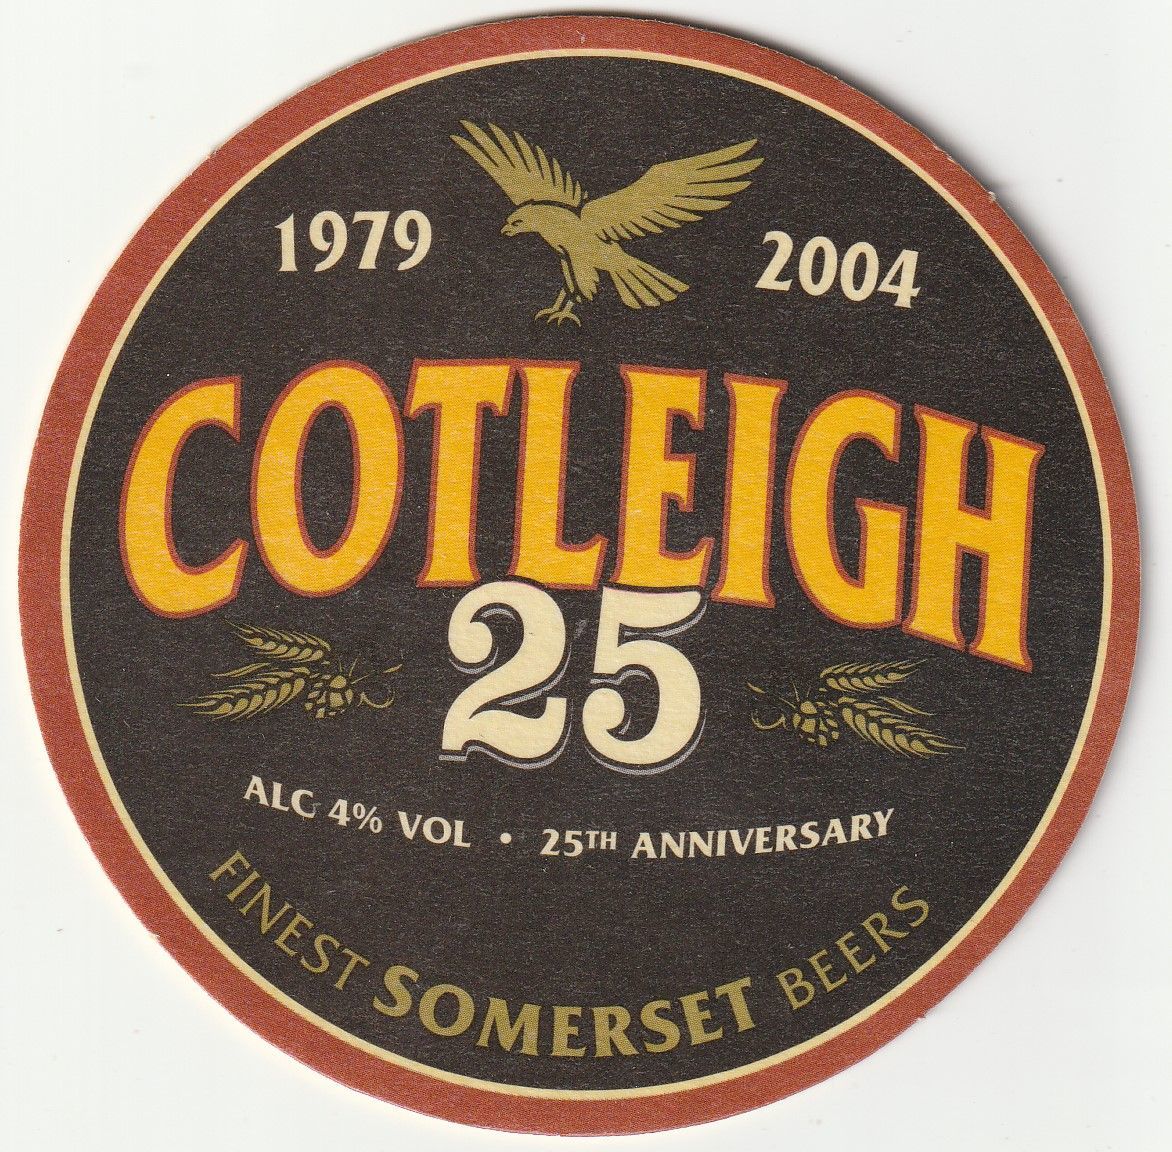 1979 2004
COTLEIGH
25
ALC 4% VOL • 25TH ANNIVERSARY
FINEST SOMERSET BEERS